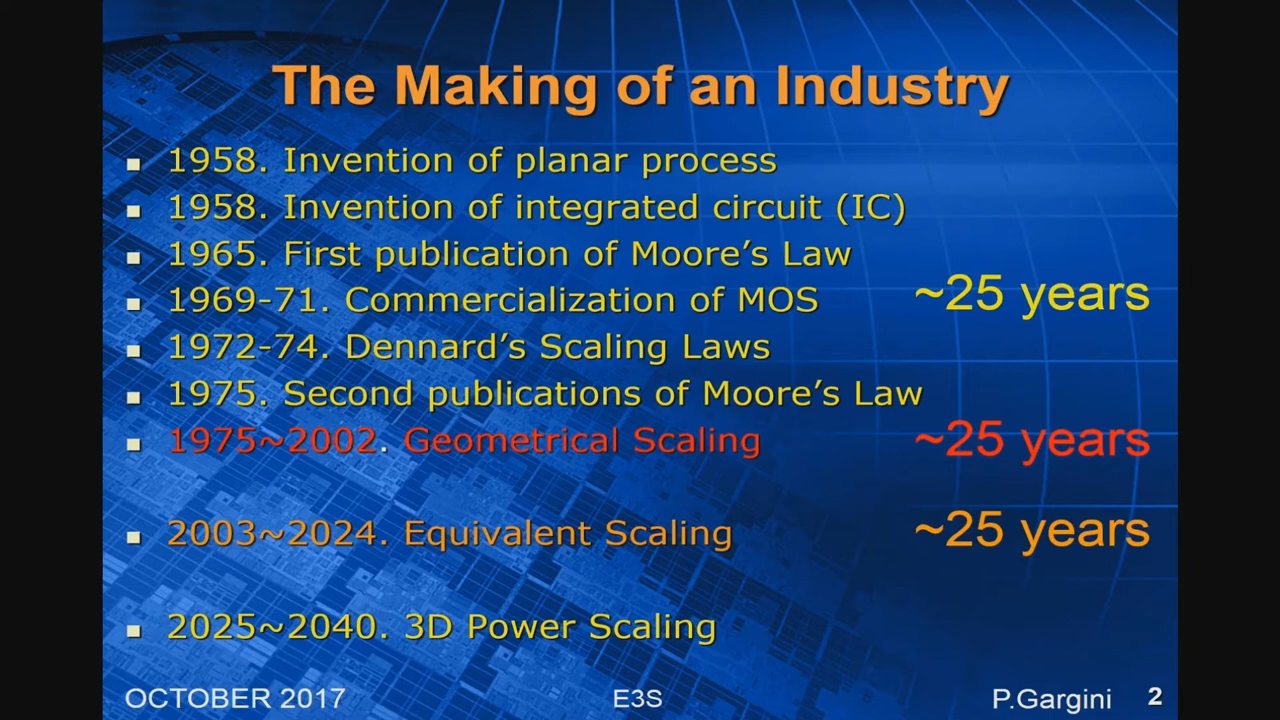 The Making of an Industry
1958. Invention of planar process
1958. Invention of integrated circuit (IC)
1965. First publication of Moore’s Law
1969-71. Commercialization of MOS
~25 years
1972-74. Dennard’s Scaling Laws
1975. Second publications of Moore’s Law
1975~2002. Geometrical Scaling
~25 years
2003~2024. Equivalent Scaling
~25 years
2025~2040. 3D Power Scaling
OCTOBER 2017
E3S
P.Gargini
2